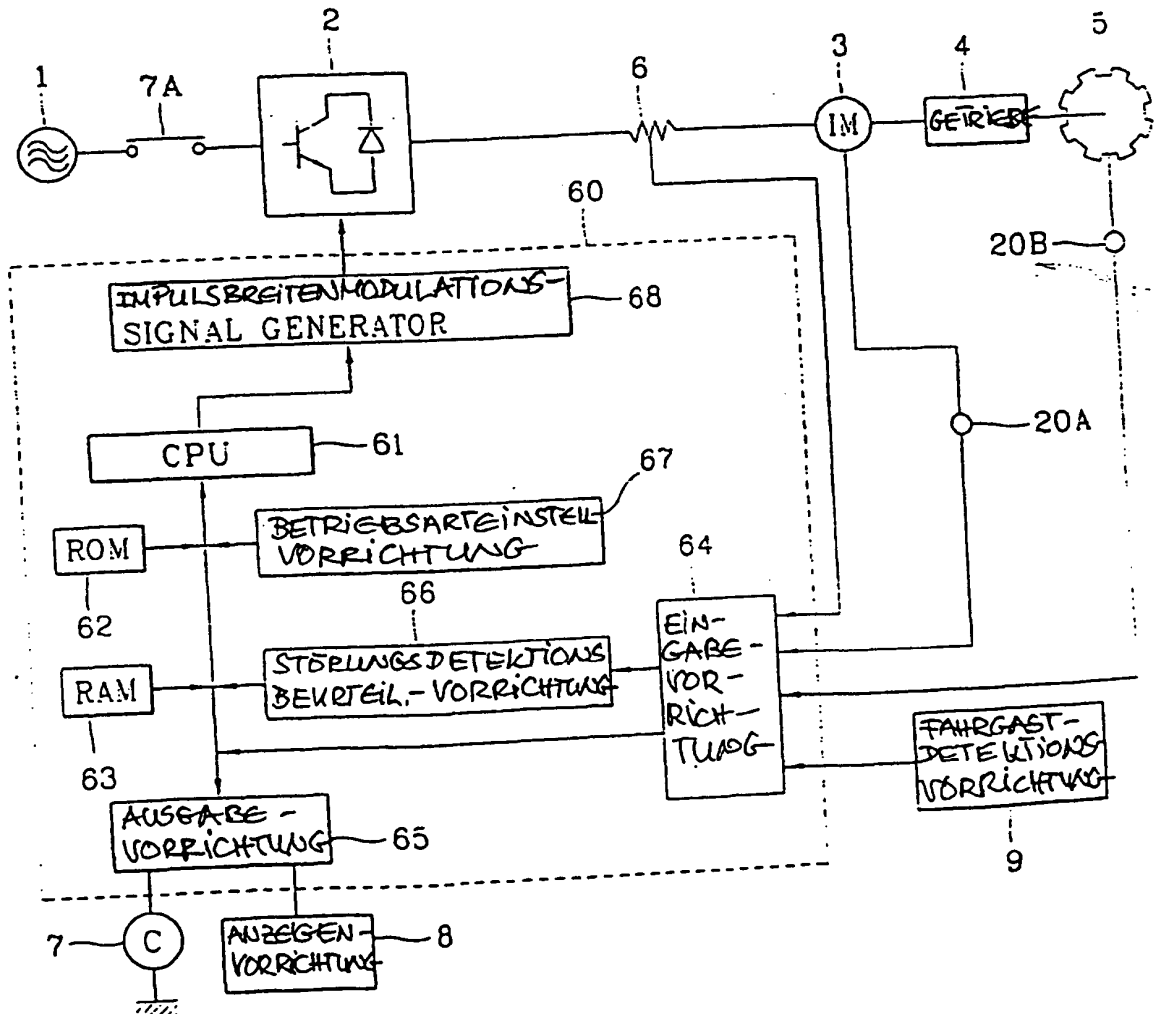 5
2
3
4
6
1
7A
IM
GETRIEBE
60
20B
IMPULSBREITENMODULATIONS-
SIGNAL GENERATOR
68
20A
CPU
61
67
BETRIEBSARTEINSTELL-
VORRICHTUNG
ROM
64
62
66
EIN-
GABE-
VOR-
RICH-
TUNG
STÖRUNGSDETEKTIONS
BEURTEIL.-VORRICHTUNG
RAM
63
FAHRGAST-
DETEKTIONS
VORRICHTUNG
AUSGABE-
VORRICHTUNG
65
9
7
C
ANZEIGEN-
VORRICHTUNG
8